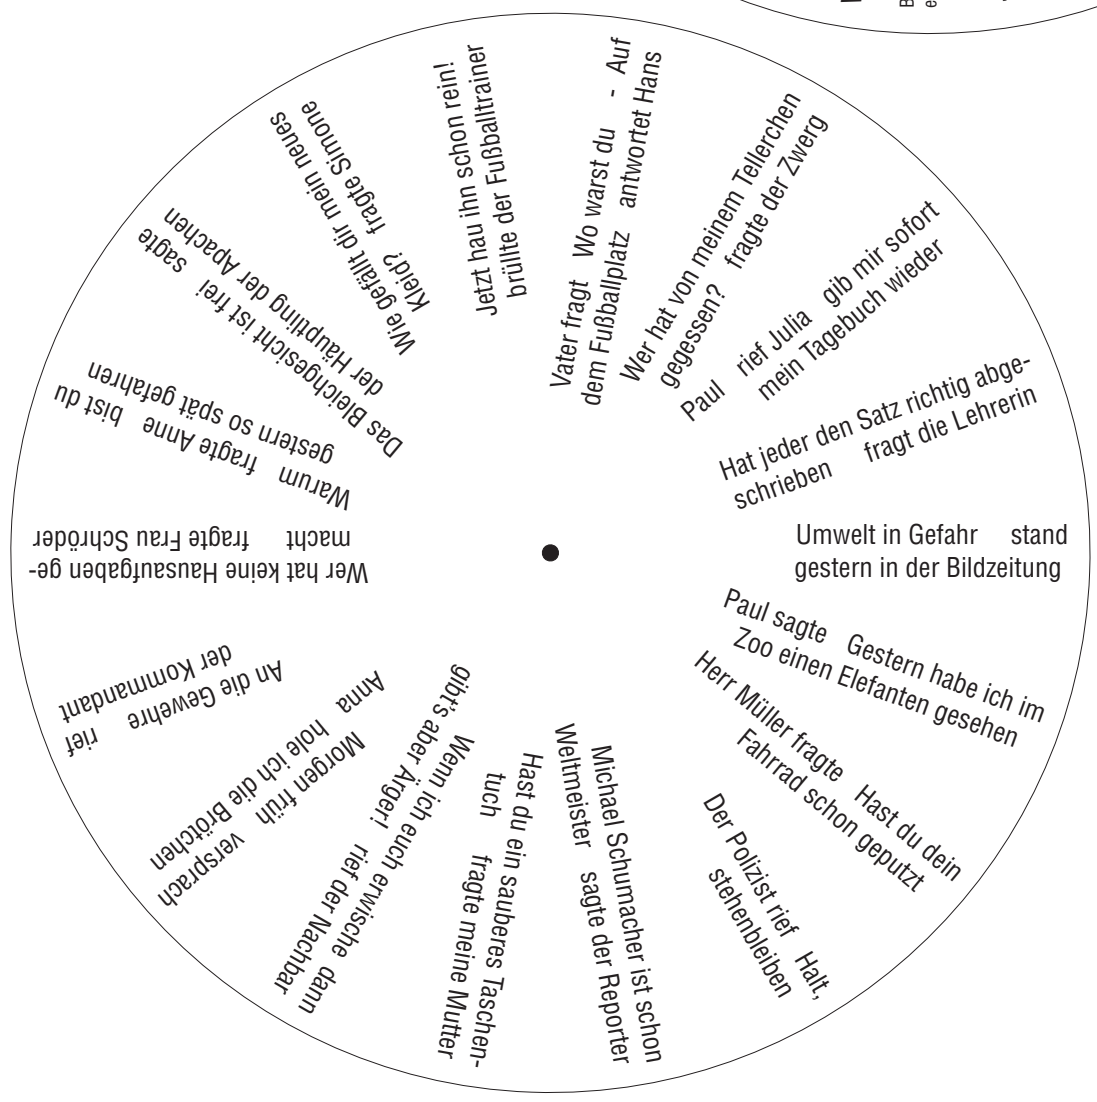 Jetzt hau ihn schon rein!
brüllte der Fußballtrainer
Vater fragt Wo warst du - Auf
dem Fußballplatz antwortet Hans
Wer hat von meinem Tellerchen
gegessen? fragte der Zwerg
Paul rief Julia gib mir sofort
mein Tagebuch wieder
Hat jeder den Satz richtig abge-
schrieben fragt die Lehrerin
Umwelt in Gefahr stand
gestern in der Bildzeitung
Paul sagte Gestern habe ich im
Zoo einen Elefanten gesehen
Herr Müller fragte Hast du dein
Fahrrad schon geputzt
Der Polizist rief Halt,
stehenbleiben
Michael Schumacher ist schon
Weltmeister sagte der Reporter
Hast du ein sauberes Taschen-
tuch fragte meine Mutter
Wenn ich euch erwische dann
gibt's aber Ärger! rief der Nachbar
Morgen früh versprach
Anna hole ich die Brötchen
An die Gewehre rief
der Kommandant
Wer hat keine Hausaufgaben ge-
macht fragte Frau Schröder
Warum fragte Anne bist du
gestern so spät gefahren
Das Bleichgesicht ist frei sagte
der Häuptling der Apachen
Wie gefällt dir mein neues
Kleid? fragte Simone